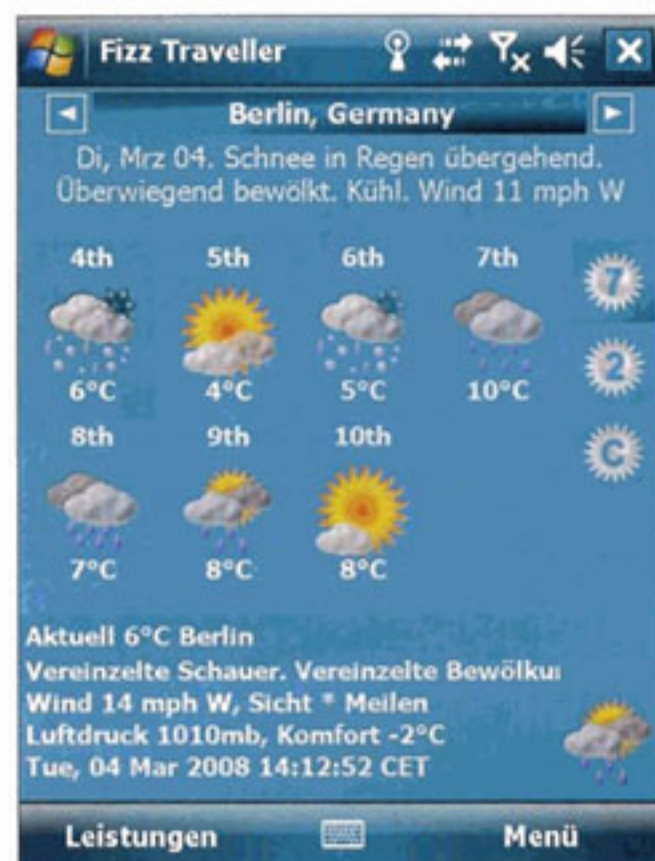 Fizz Traveller
Berlin, Germany
Di, Mrz 04. Schnee in Regen übergehend.
Überwiegend bewölkt. Kühl. Wind 11 mph W
4th 5th 6th 7th
7
6°C 4°C 5°C 10°C
2
8th 9th 10th
C
7°C 8°C 8°C
Aktuell 6°C Berlin
Vereinzelte Schauer. Vereinzelte Bewölku
Wind 14 mph W, Sicht * Meilen
Luftdruck 1010mb, Komfort -2°C
Tue, 04 Mar 2008 14:12:52 CET
Leistungen Menü